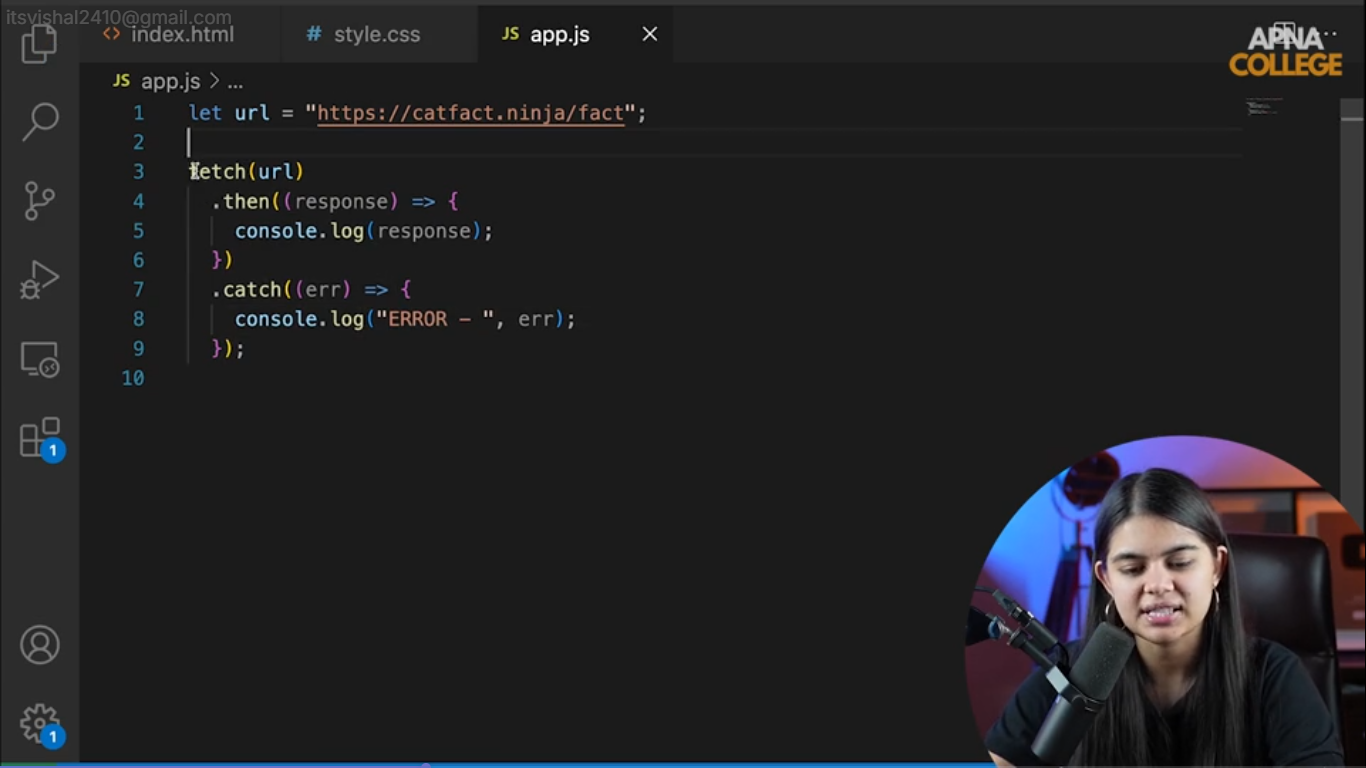 itsvishal2410@gmail.com
<> index.html # style.css JS app.js ×
APNA
COLLEGE
JS app.js > ...
1 let url = "https://catfact.ninja/fact";
2
3 fetch(url)
4 .then((response) => {
5 console.log(response);
6 })
7 .catch((err) => {
8 console.log("ERROR - ", err);
9 });
10
1
1